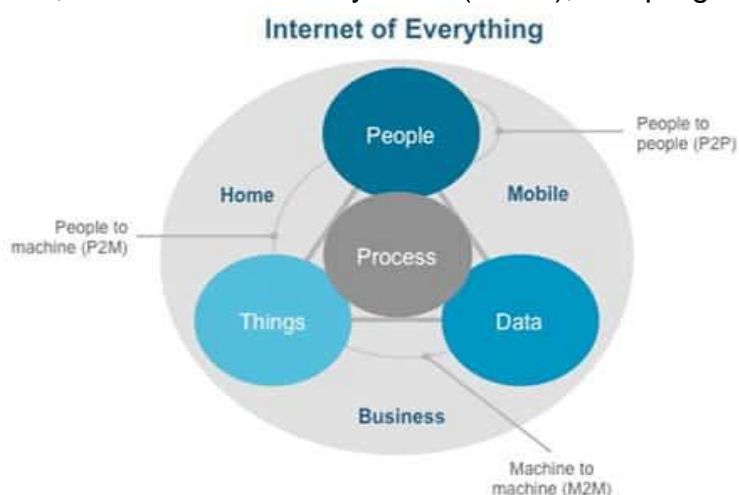 Internet of Everything
People
People to
people (P2P)
Home
Mobile
People to
machine (P2M)
Process
Things
Data
Business
Machine to
machine (M2M)